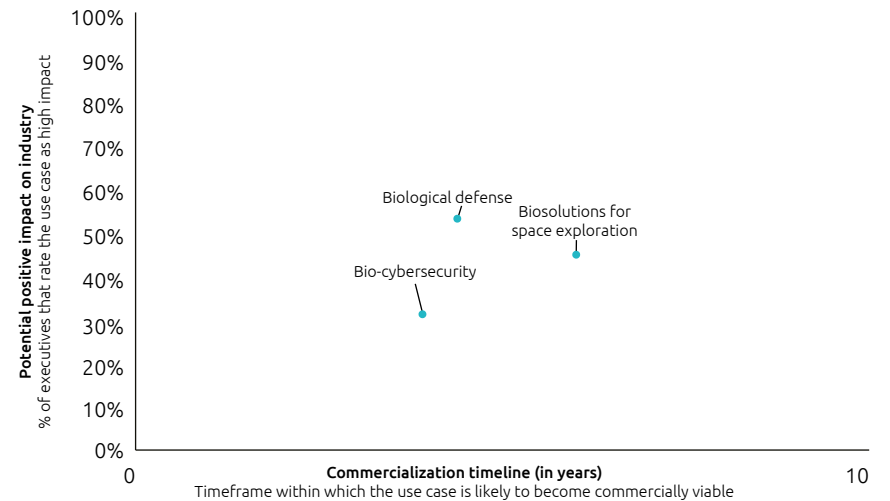 Potential positive impact on industry
% of executives that rate the use case as high impact
100%
90%
80%
70%
60%
50%
40%
30%
20%
10%
0%
Biological defense
Biosolutions for
space exploration
Bio-cybersecurity
0
10
Commercialization timeline (in years)
Timeframe within which the use case is likely to become commercially viable